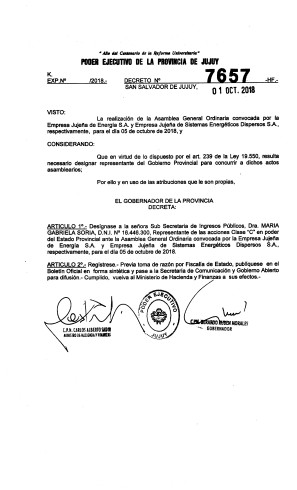 "Año del Centenario de la Reforma Universitaria"
PODER EJECUTIVO DE LA PROVINCIA DE JUJUY
K.
EXP.Nº /2018.- DECRETO Nº 7657 -HF.-
SAN SALVADOR DE JUJUY, 01 OCT. 2018
VISTO:
La realización de la Asamblea General Ordinaria convocada por la
Empresa Jujeña de Energía S.A. y Empresa Jujeña de Sistemas Energéticos Dispersos S.A.,
respectivamente, para el día 05 de octubre de 2018, y
CONSIDERANDO:
Que en virtud de lo dispuesto por el art. 239 de la Ley 19.550, resulta
necesario designar representante del Gobierno Provincial para concurrir a dichos actos
asamblearios;
Por ello y en uso de las atribuciones que le son propias,
EL GOBERNADOR DE LA PROVINCIA
DECRETA:
ARTICULO 1º.- Desígnase a la señora Sub Secretaria de Ingresos Públicos, Dra. MARIA
GABRIELA SORIA, D.N.I. Nº 18.446.300, Representante de las acciones Clase "C" en poder
del Estado Provincial ante la Asamblea General Ordinaria convocada por la Empresa Jujeña
de Energía S.A. y Empresa Jujeña de Sistemas Energéticos Dispersos S.A.,
respectivamente, para el día 05 de octubre de 2018.
ARTICULO 2º.- Regístrese.- Previa toma de razón por Fiscalía de Estado, publíquese en el
Boletín Oficial en forma sintética y pase a la Secretaría de Comunicación y Gobierno Abierto
para difusión.- Cumplido, vuelva al Ministerio de Hacienda y Finanzas a sus efectos.-
PODER EJECUTIVO
JUJUY
C.P.N. CARLOS ALBERTO SADIR
MINISTRO DE HACIENDA Y FINANZAS
C.P.N. GERARDO RUBEN MORALES
GOBERNADOR